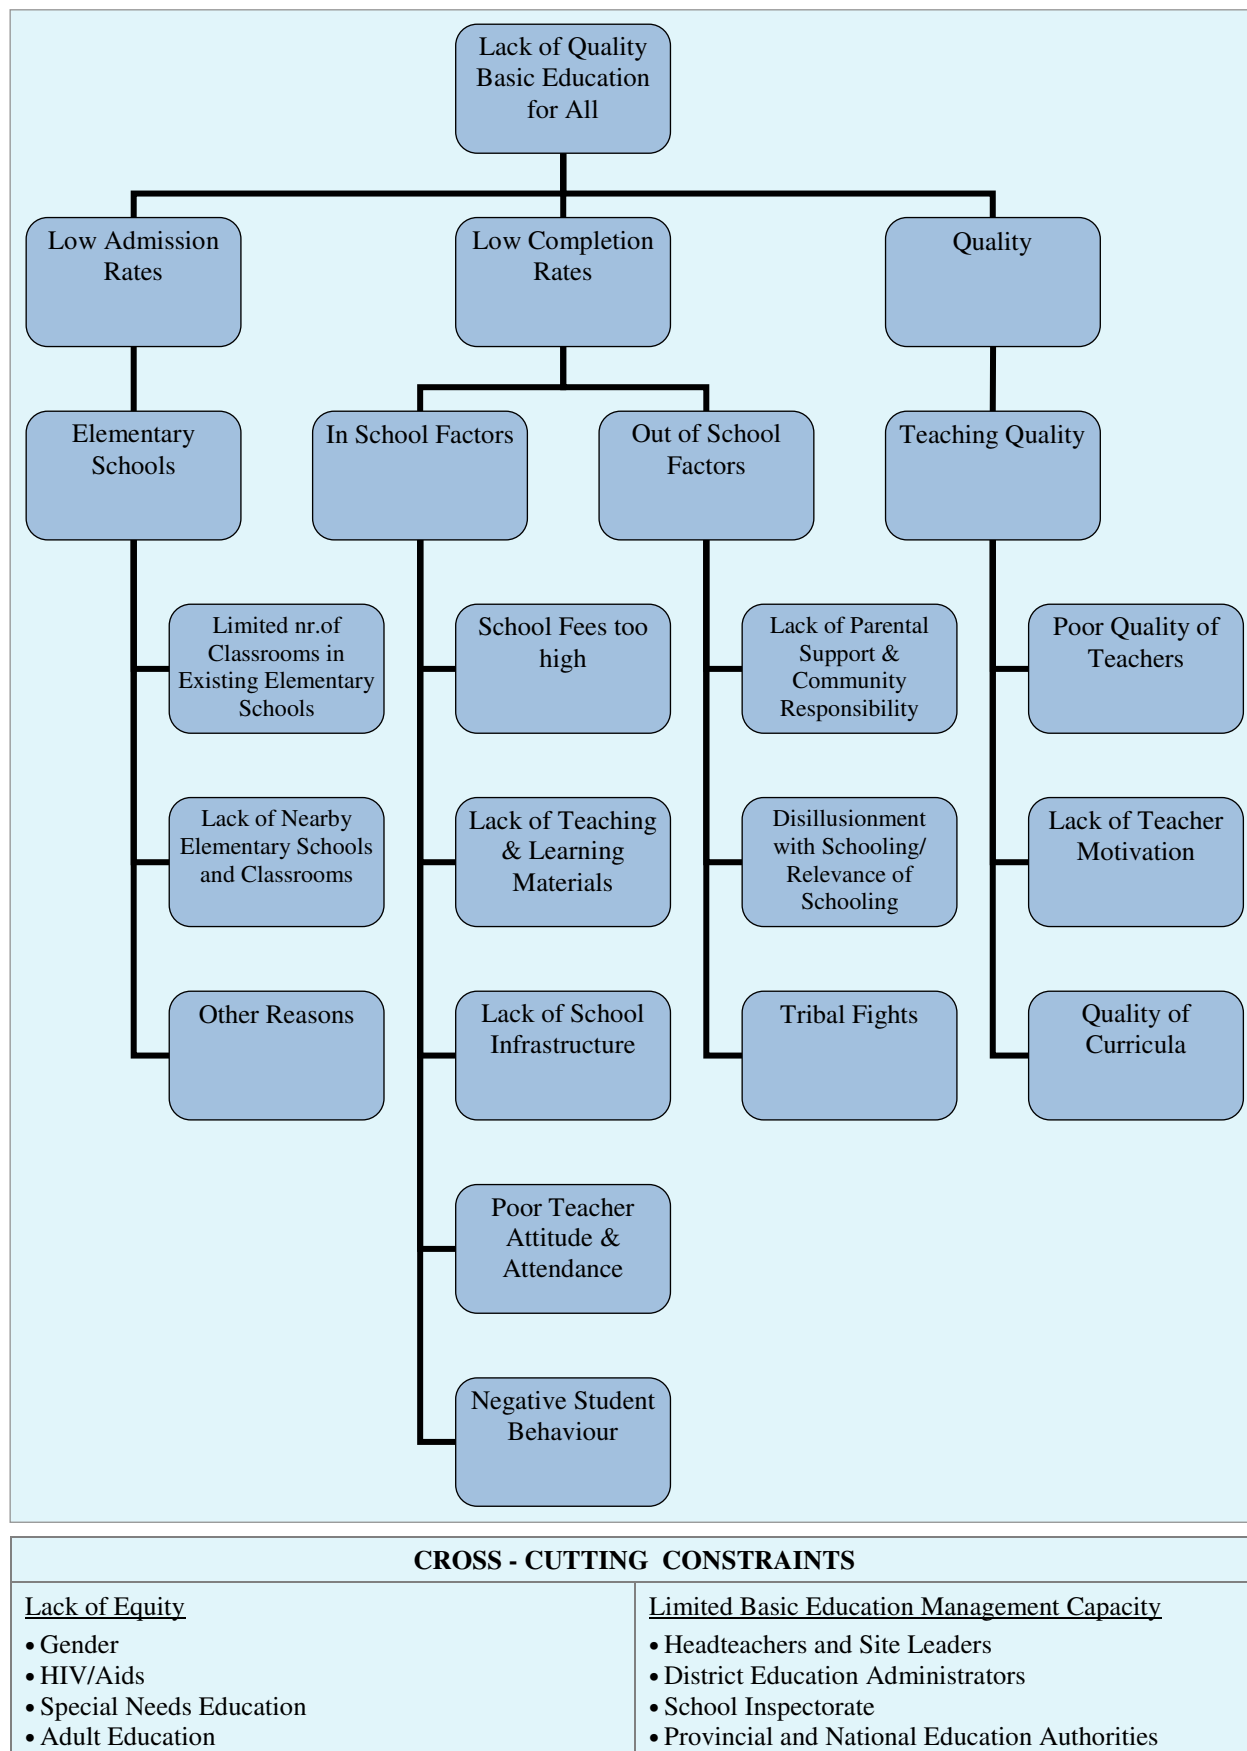 Lack of Quality
Basic Education
for All
Low Admission
Rates
Low Completion
Rates
Quality
Elementary
Schools
In School Factors
Out of School
Factors
Teaching Quality
Limited nr.of
Classrooms in
Existing Elementary
Schools
School Fees too
high
Lack of Parental
Support &
Community
Responsibility
Poor Quality of
Teachers
Lack of Nearby
Elementary Schools
and Classrooms
Lack of Teaching
& Learning
Materials
Disillusionment
with Schooling/
Relevance of
Schooling
Lack of Teacher
Motivation
Other Reasons
Lack of School
Infrastructure
Tribal Fights
Quality of
Curricula
Poor Teacher
Attitude &
Attendance
Negative Student
Behaviour
CROSS - CUTTING CONSTRAINTS
Lack of Equity
• Gender
• HIV/Aids
• Special Needs Education
• Adult Education
Limited Basic Education Management Capacity
• Headteachers and Site Leaders
• District Education Administrators
• School Inspectorate
• Provincial and National Education Authorities